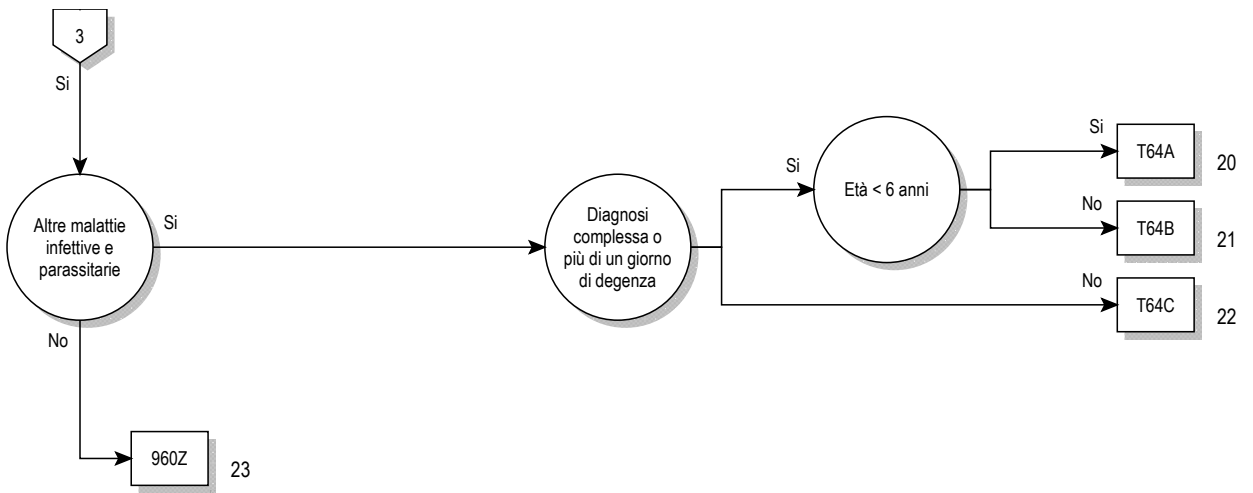 3
Si
Altre malattie
infettive e
parassitarie
Si
No
960Z
23
Diagnosi
complessa o
più di un giorno
di degenza
Si
Età < 6 anni
Si
T64A
20
No
T64B
21
No
T64C
22